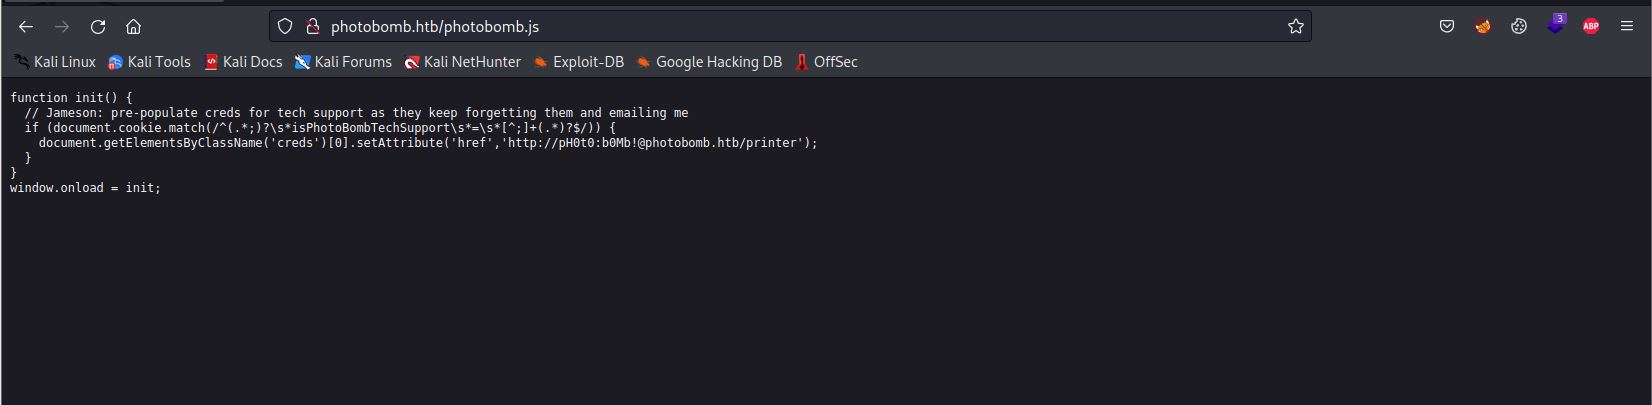 photobomb.htb/photobomb.js
3
ABP
Kali Linux Kali Tools Kali Docs Kali Forums Kali NetHunter Exploit-DB Google Hacking DB OffSec
function init() {
  // Jameson: pre-populate creds for tech support as they keep forgetting them and emailing me
  if (document.cookie.match(/^(.*;)?\s*isPhotoBombTechSupport\s*=\s*[^;]+(.*)?$/)) {
    document.getElementsByClassName('creds')[0].setAttribute('href','http://pH0t0:b0Mb!@photobomb.htb/printer');
  }
}
window.onload = init;